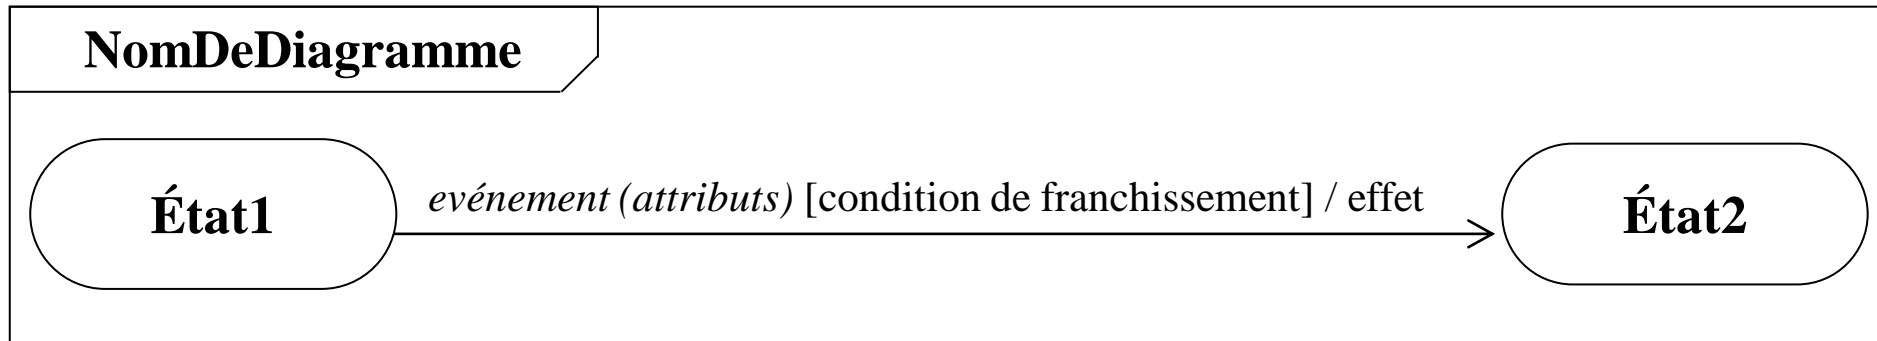 NomDeDiagramme
État1
evénement (attributs) [condition de franchissement] / effet
État2